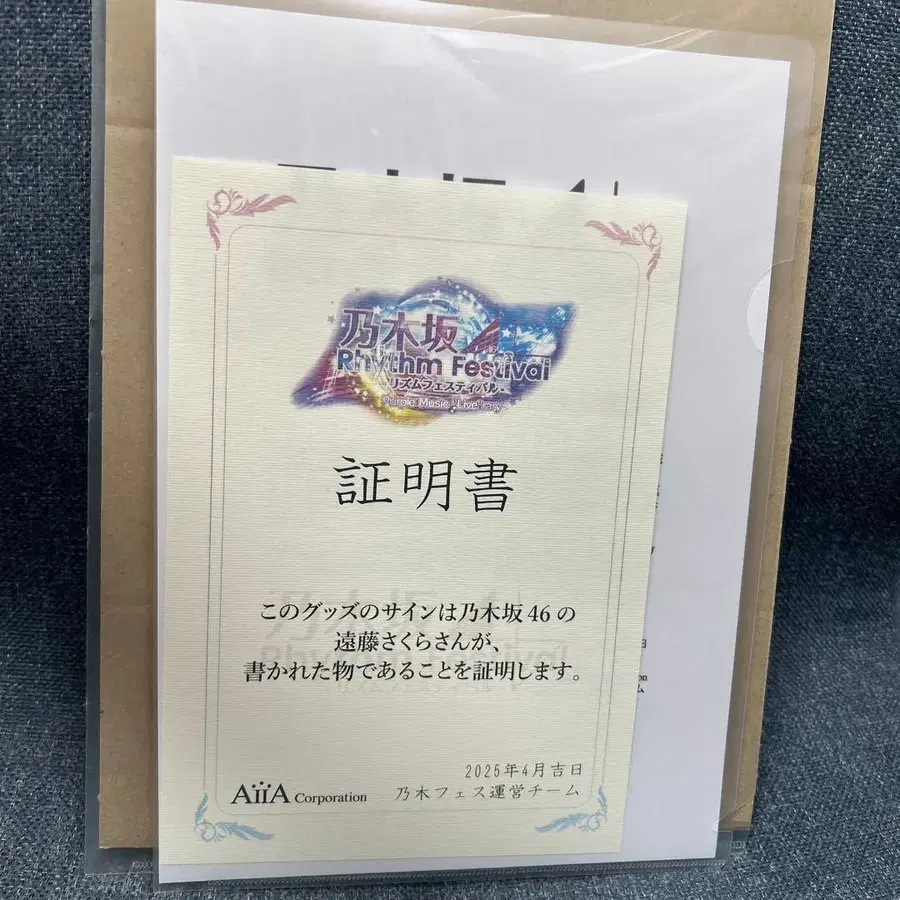 乃木坂
Rhythm Festival
リズムフェスティバル
証明書
このグッズのサインは乃木坂46の
遠藤さくらさんが、
書かれた物であることを証明します。
2025年4月吉日
AiiA Corporation
乃木フェス運営チーム